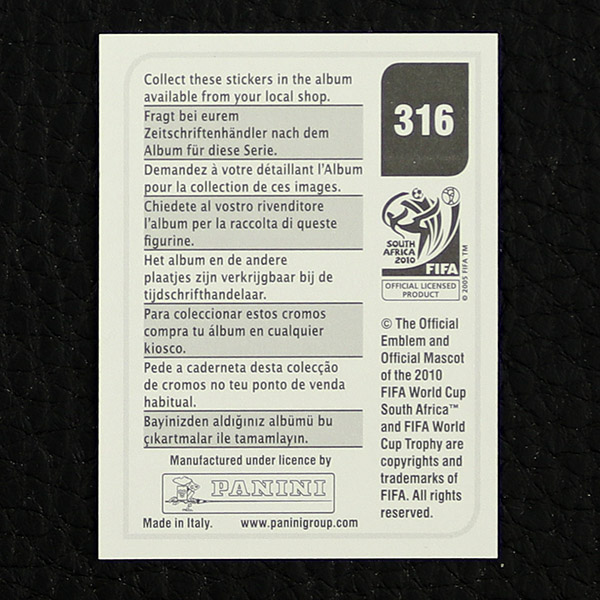 Collect these stickers in the album
available from your local shop.
Fragt bei eurem
Zeitschriftenhändler nach dem
Album für diese Serie.
Demandez à votre détaillant l'Album
pour la collection de ces images.
Chiedete al vostro rivenditore
l'album per la raccolta di queste
figurine.
Het album en de andere
plaatjes zijn verkrijgbaar bij de
tijdschrifthandelaar.
Para coleccionar estos cromos
compra tu álbum en cualquier
kiosco.
Pede a caderneta desta colecção
de cromos no teu ponto de venda
habitual.
Bayinizden aldığınız albümü bu
çıkartmalar ile tamamlayın.
Manufactured under licence by
PANINI
Made in Italy.
www.paninigroup.com
316
SOUTH
AFRICA
2010
FIFA
OFFICIAL LICENSED
PRODUCT
© 2005 FIFA TM
© The Official
Emblem and
Official Mascot
of the 2010
FIFA World Cup
South Africa™
and FIFA World
Cup Trophy are
copyrights and
trademarks of
FIFA. All rights
reserved.